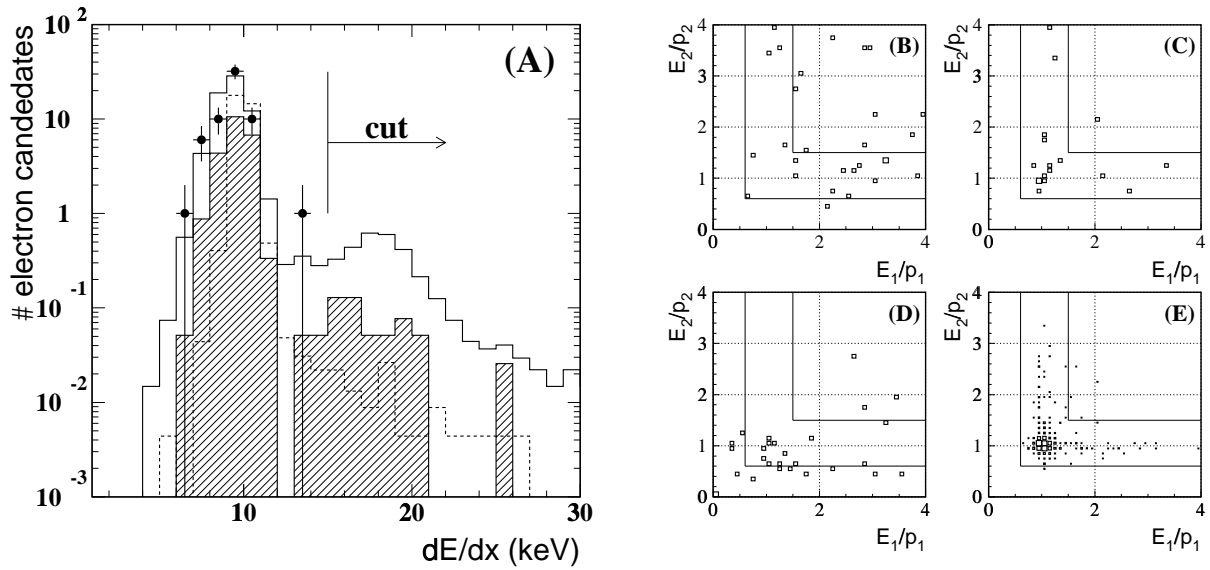 (A)
cut
# electron candedates
10²
10
1
10⁻¹
10⁻²
10⁻³
10 20 30
dE/dx (keV)
(B)
E₂/p₂
4
3
2
1
0
0 2 4
E₁/p₁
(C)
E₂/p₂
4
3
2
1
0
0 2 4
E₁/p₁
(D)
E₂/p₂
4
3
2
1
0
0 2 4
E₁/p₁
(E)
E₂/p₂
4
3
2
1
0
0 2 4
E₁/p₁